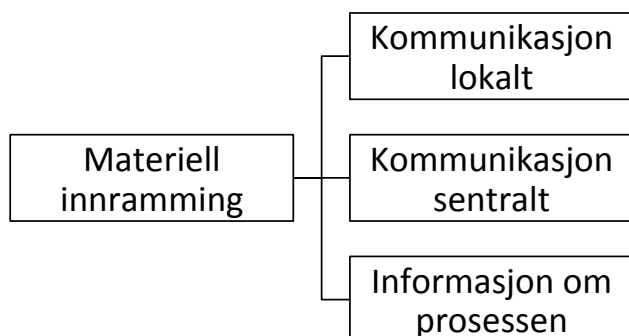 Kommunikasjon
lokalt
Materiell
innramming
Kommunikasjon
sentralt
Informasjon om
prosessen